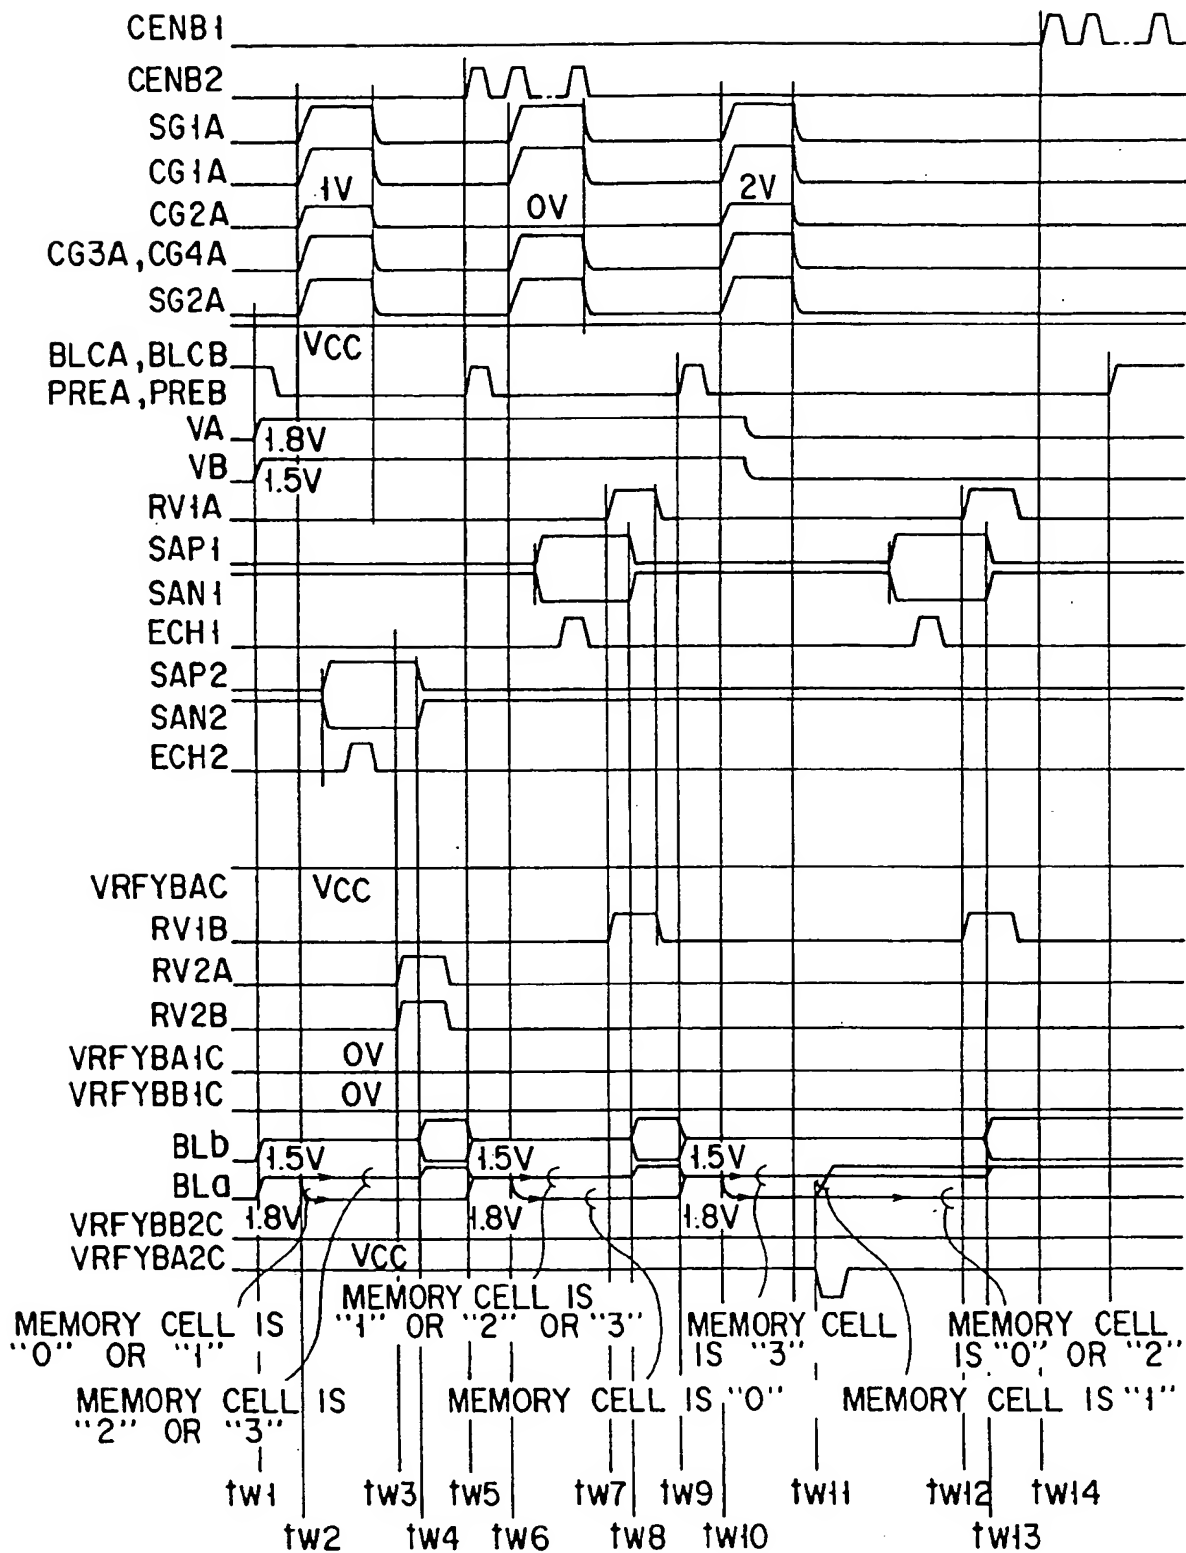 CENB1
CENB2
SG1A
CG1A
1V
2V
CG2A
0V
CG3A, CG4A
SG2A
VCC
BLCA, BLCB
PREA, PREB
VA
1.8V
VB
1.5V
RV1A
SAP1
SAN1
ECH1
SAP2
SAN2
ECH2
VRFYBAC
VCC
RV1B
RV2A
RV2B
VRFYBA1C
0V
VRFYBB1C
0V
BLb
1.5V
1.5V
1.5V
BLa
1.8V
1.8V
1.8V
VRFYBB2C
VRFYBA2C
VCC
MEMORY CELL IS
"0" OR "1"
MEMORY CELL IS
"1" OR "2" OR "3"
MEMORY CELL
IS "3"
MEMORY CELL
IS "0" OR "2"
MEMORY CELL IS
"2" OR "3"
MEMORY CELL IS "0"
MEMORY CELL IS "1"
tw1
tw3
tw5
tw7
tw9
tw11
tw12
tw14
tw2
tw4
tw6
tw8
tw10
tw13